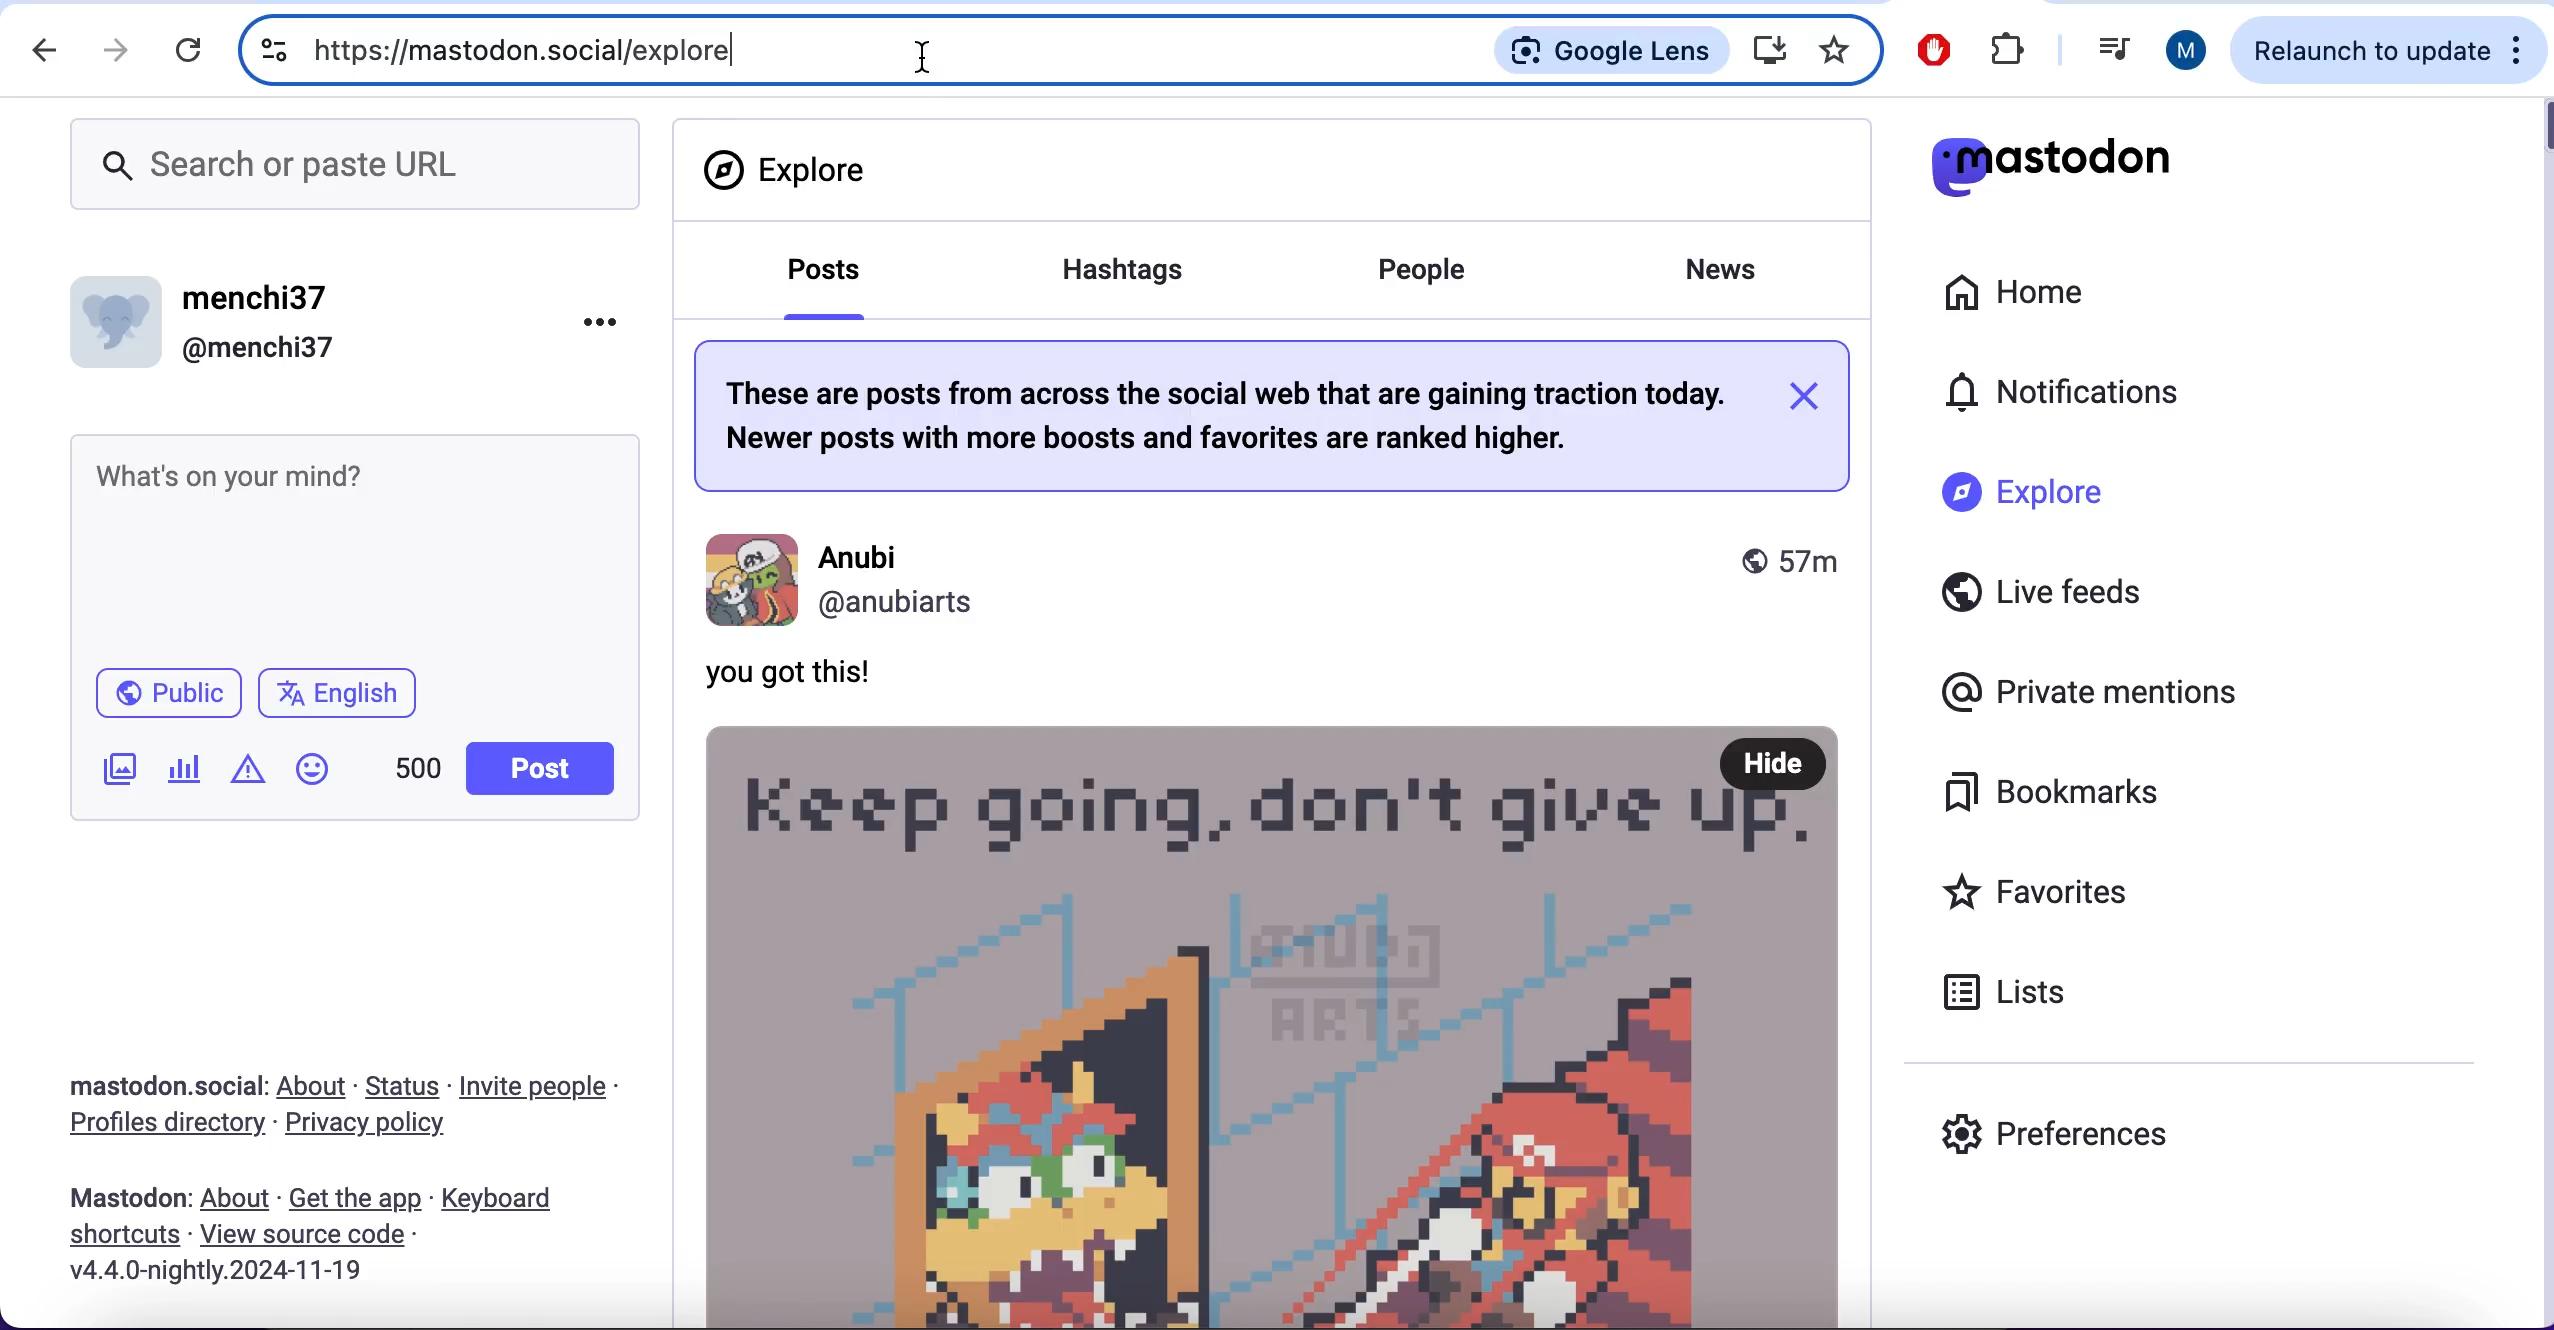 https://mastodon.social/explore
Google Lens
M
Relaunch to update
Search or paste URL
menchi37
@menchi37
What's on your mind?
Public
English
500
Post
mastodon.social: About · Status · Invite people ·
Profiles directory · Privacy policy
Mastodon: About · Get the app · Keyboard
shortcuts · View source code ·
v4.4.0-nightly.2024-11-19
Explore
Posts
Hashtags
People
News
These are posts from across the social web that are gaining traction today.
Newer posts with more boosts and favorites are ranked higher.
Anubi
@anubiarts
57m
you got this!
Hide
Keep going, don't give up.
ANUBI
ARTS
mastodon
Home
Notifications
Explore
Live feeds
Private mentions
Bookmarks
Favorites
Lists
Preferences